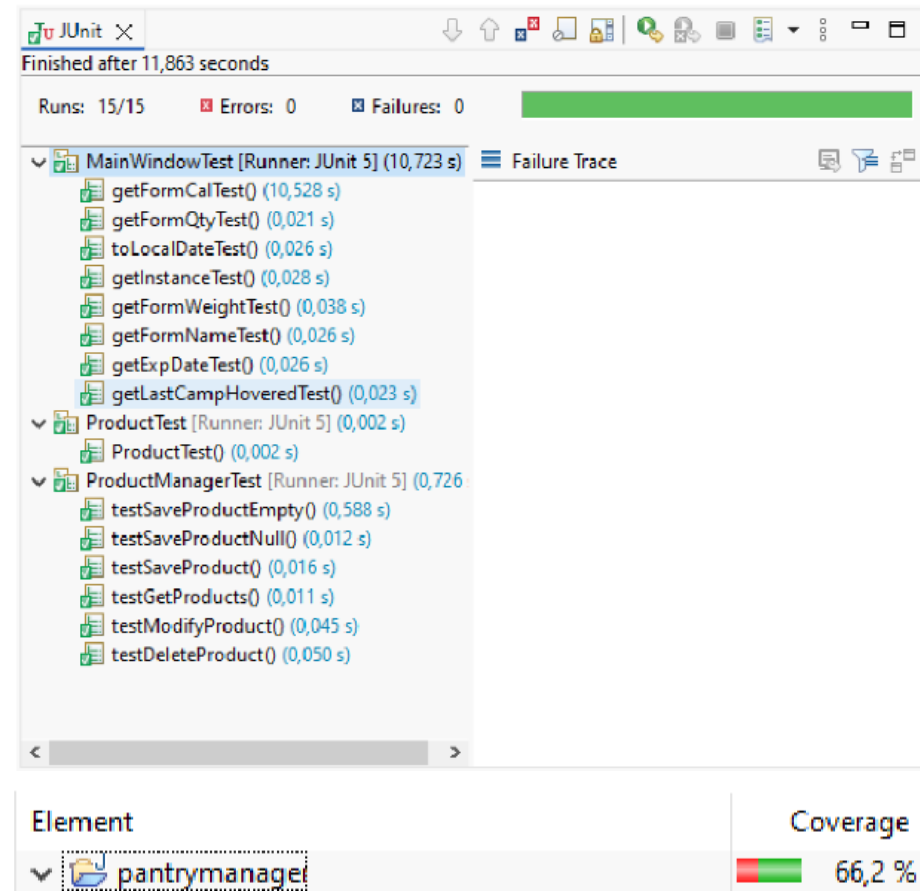 JUnit
Finished after 11,863 seconds
Runs: 15/15 Errors: 0 Failures: 0
MainWindowTest [Runner: JUnit 5] (10,723 s)
Failure Trace
getFormCalTest() (10,528 s)
getFormQtyTest() (0,021 s)
toLocalDateTest() (0,026 s)
getInstanceTest() (0,028 s)
getFormWeightTest() (0,038 s)
getFormNameTest() (0,026 s)
getExpDateTest() (0,026 s)
getLastCampHoveredTest() (0,023 s)
ProductTest [Runner: JUnit 5] (0,002 s)
ProductTest() (0,002 s)
ProductManagerTest [Runner: JUnit 5] (0,726
testSaveProductEmpty() (0,588 s)
testSaveProductNull() (0,012 s)
testSaveProduct() (0,016 s)
testGetProducts() (0,011 s)
testModifyProduct() (0,045 s)
testDeleteProduct() (0,050 s)
Element Coverage
pantrymanager 66,2 %